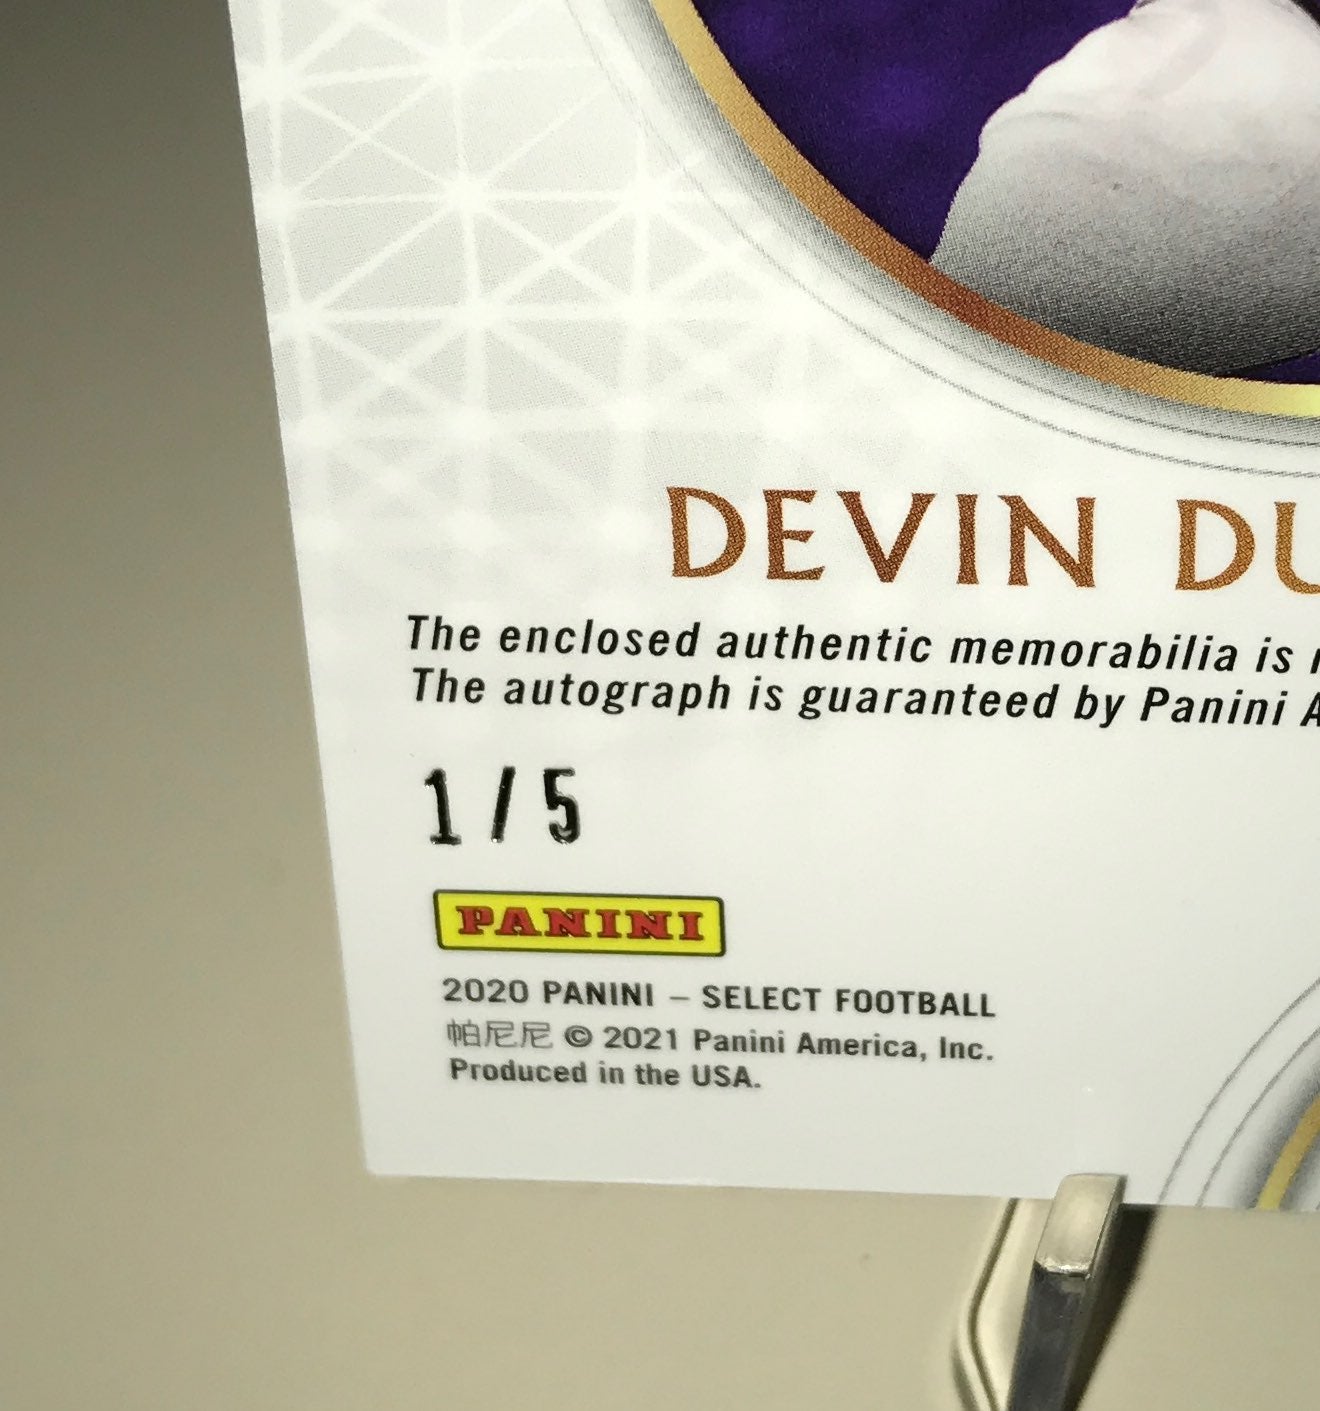 DEVIN DU
The enclosed authentic memorabilia is
The autograph is guaranteed by Panini A
1 / 5
PANINI
2020 PANINI – SELECT FOOTBALL
帕尼尼 © 2021 Panini America, Inc.
Produced in the USA.